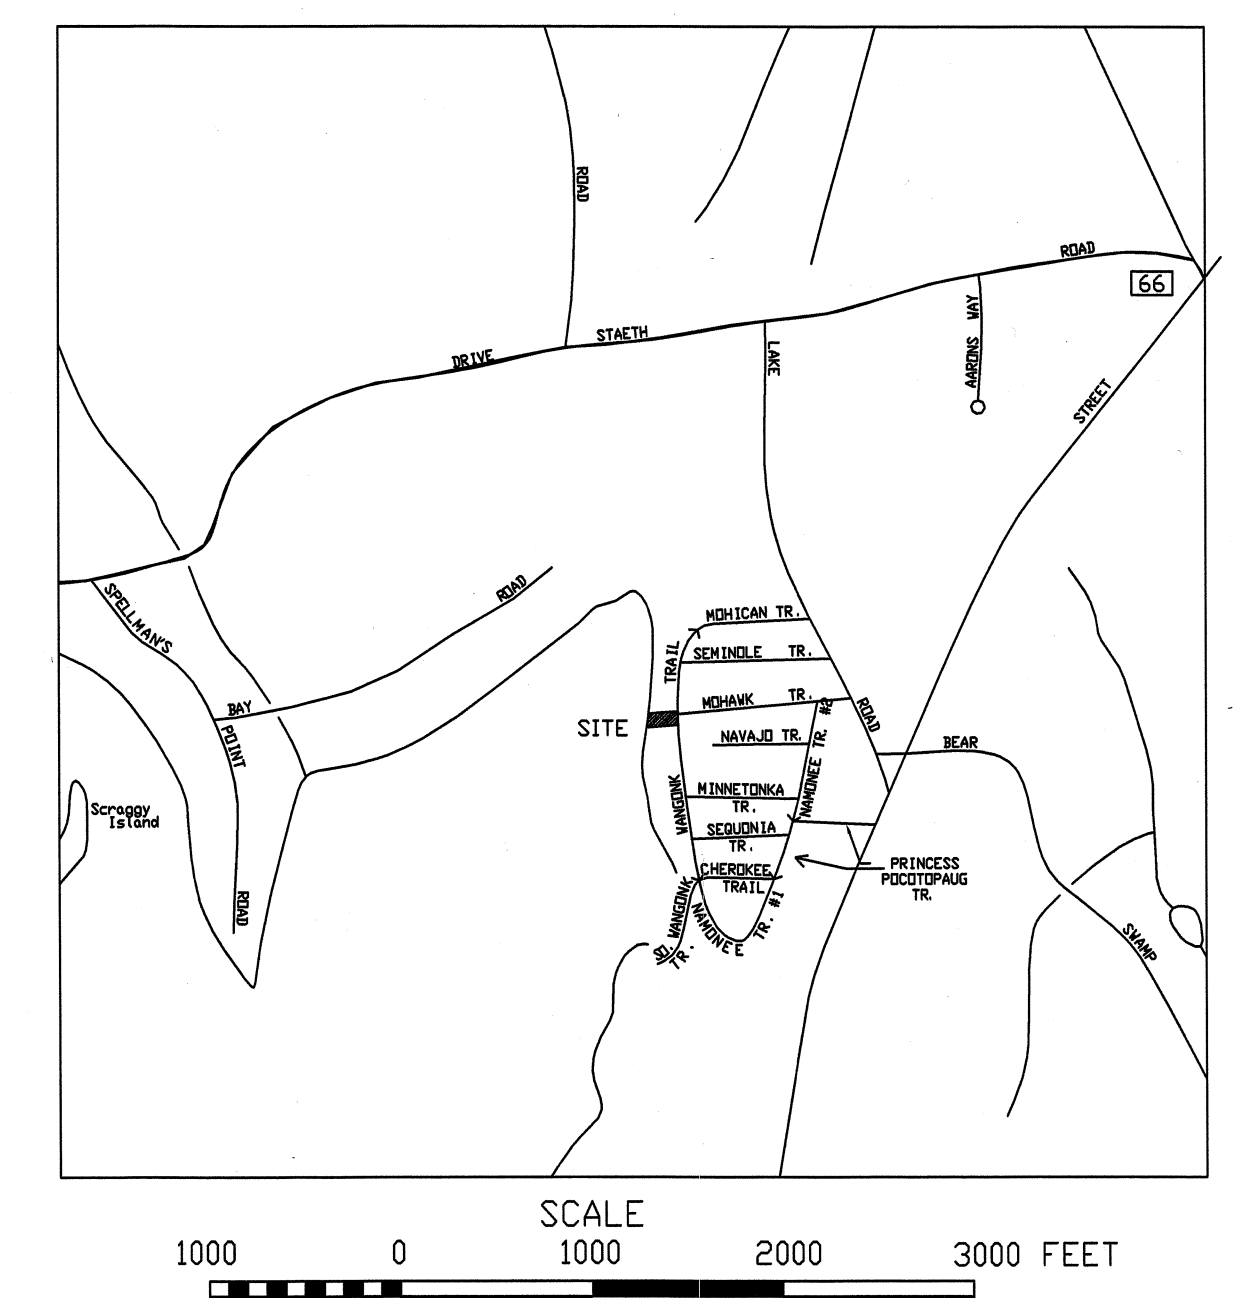 ROAD
ROAD
66
STAETH
DRIVE
LAKE
AARONS WAY
STREET
SPELLMAN'S
ROAD
BAY
POINT
ROAD
Scraggy
Island
MOHICAN TR.
TRAIL
SEMINOLE TR.
MOHAWK TR.
SITE
NAVAJO TR.
NAMONEE TR. #2
ROAD
BEAR
WANGONK
MINNETONKA
TR.
SEQUONIA
TR.
CHEROKEE
TRAIL
PRINCESS
POCOTOPAUG
TR.
SO. WANGONK
TR.
NAMONEE TR. #1
SWAMP
SCALE
1000 0 1000 2000 3000 FEET